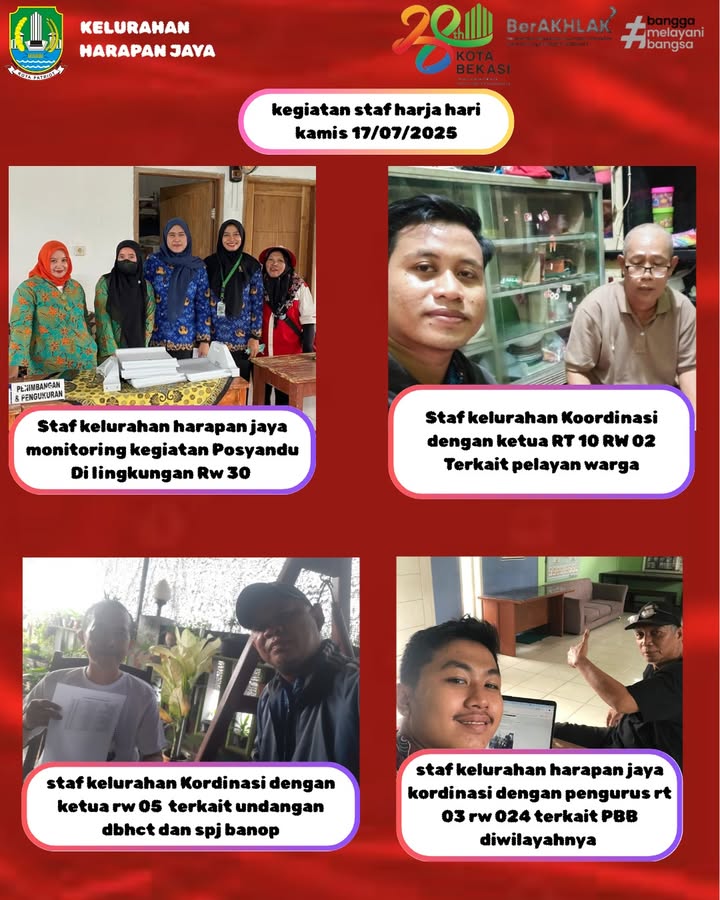 KELURAHAN
HARAPAN JAYA
KOTA PATRIOT
28th
KOTA
BEKASI
BerAKHLAK
#bangga
melayani
bangsa
kegiatan staf harja hari
kamis 17/07/2025
PENIMBANGAN
& PENGUKURAN
Staf kelurahan harapan jaya
monitoring kegiatan Posyandu
Di lingkungan Rw 30
Staf kelurahan Koordinasi
dengan ketua RT 10 RW 02
Terkait pelayan warga
staf kelurahan Kordinasi dengan
ketua rw 05 terkait undangan
dbhct dan spj banop
staf kelurahan harapan jaya
kordinasi dengan pengurus rt
03 rw 024 terkait PBB
diwilayahnya